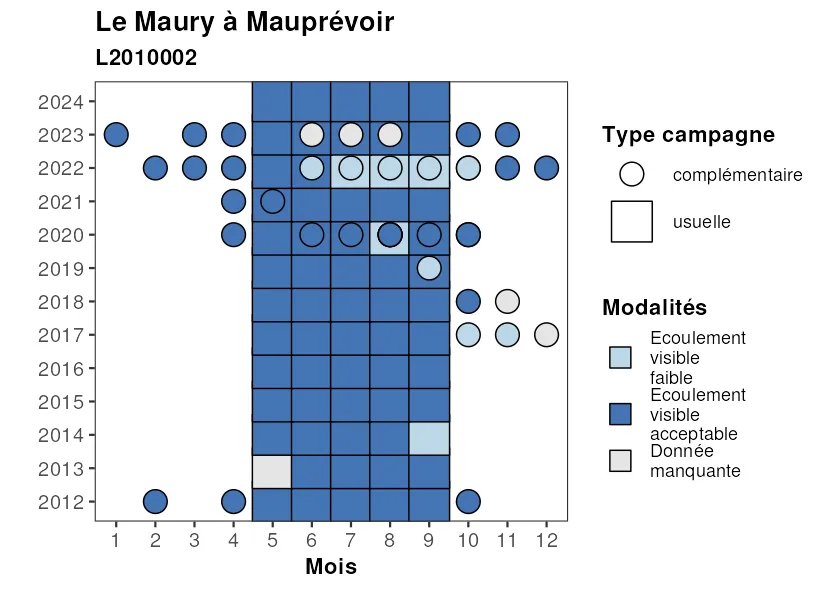 Le Maury à Mauprévoir
L2010002
2024
2023
2022
2021
2020
2019
2018
2017
2016
2015
2014
2013
2012
1 2 3 4 5 6 7 8 9 10 11 12
Mois
Type campagne
complémentaire
usuelle
Modalités
Ecoulement
visible
faible
Ecoulement
visible
acceptable
Donnée
manquante